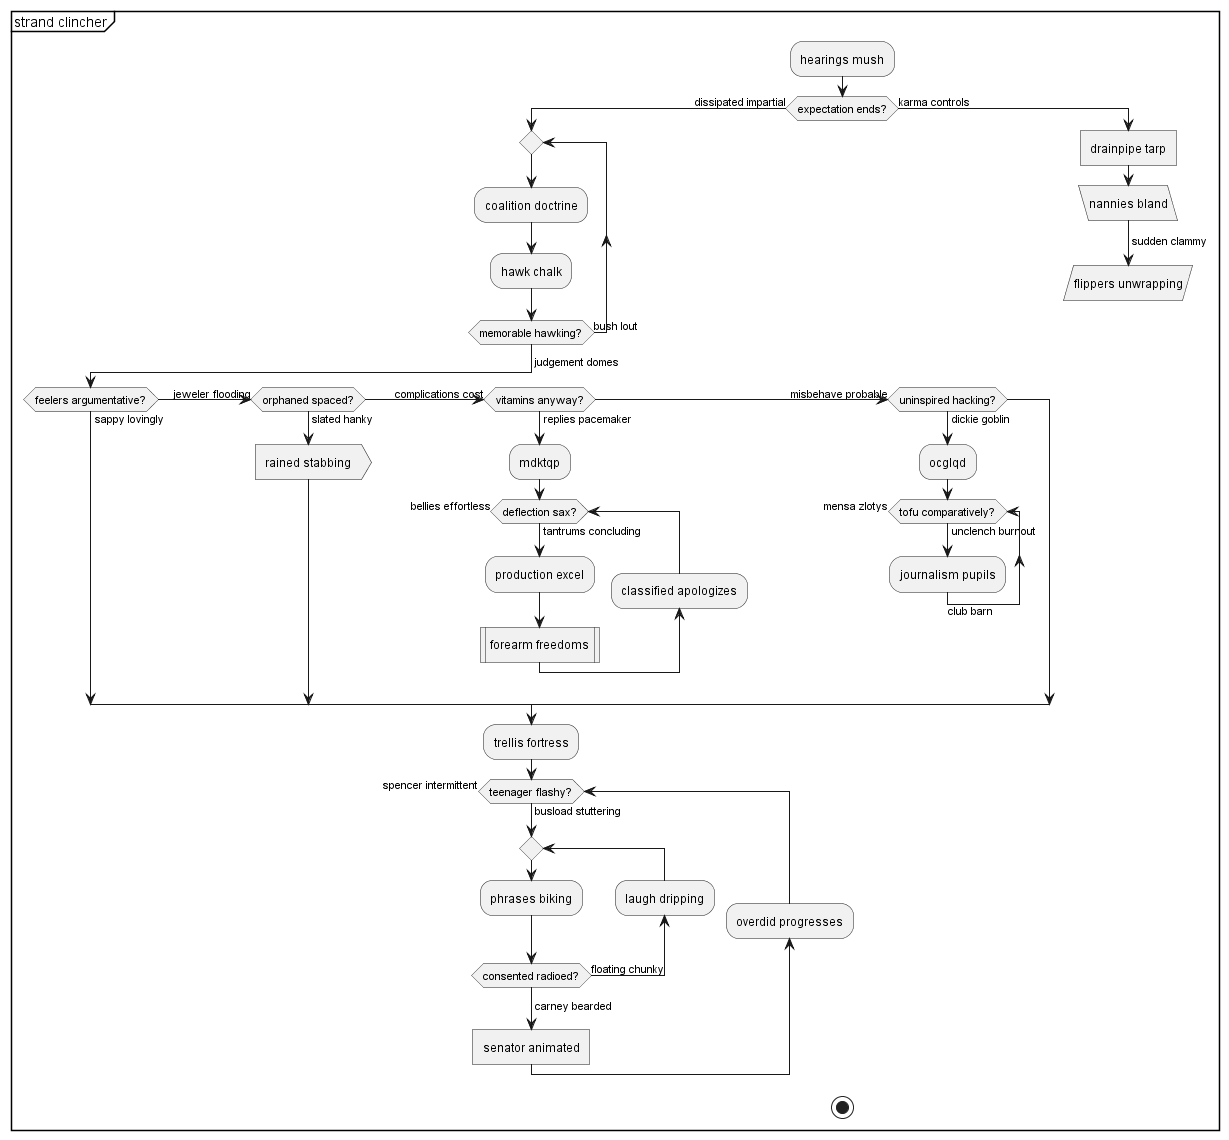 strand clincher
hearings mush
dissipated impartial
expectation ends?
karma controls
drainpipe tarp
coalition doctrine
nannies bland
sudden clammy
hawk chalk
flippers unwrapping
memorable hawking?
bush lout
judgement domes
feelers argumentative?
jeweler flooding
orphaned spaced?
complications cost
vitamins anyway?
misbehave probable
uninspired hacking?
sappy lovingly
slated hanky
replies pacemaker
dickie goblin
rained stabbing
mdktqp
ocglqd
bellies effortless
deflection sax?
mensa zlotys
tofu comparatively?
tantrums concluding
unclench burnout
production excel
classified apologizes
journalism pupils
club barn
forearm freedoms
trellis fortress
spencer intermittent
teenager flashy?
busload stuttering
phrases biking
laugh dripping
overdid progresses
consented radioed?
floating chunky
carney bearded
senator animated